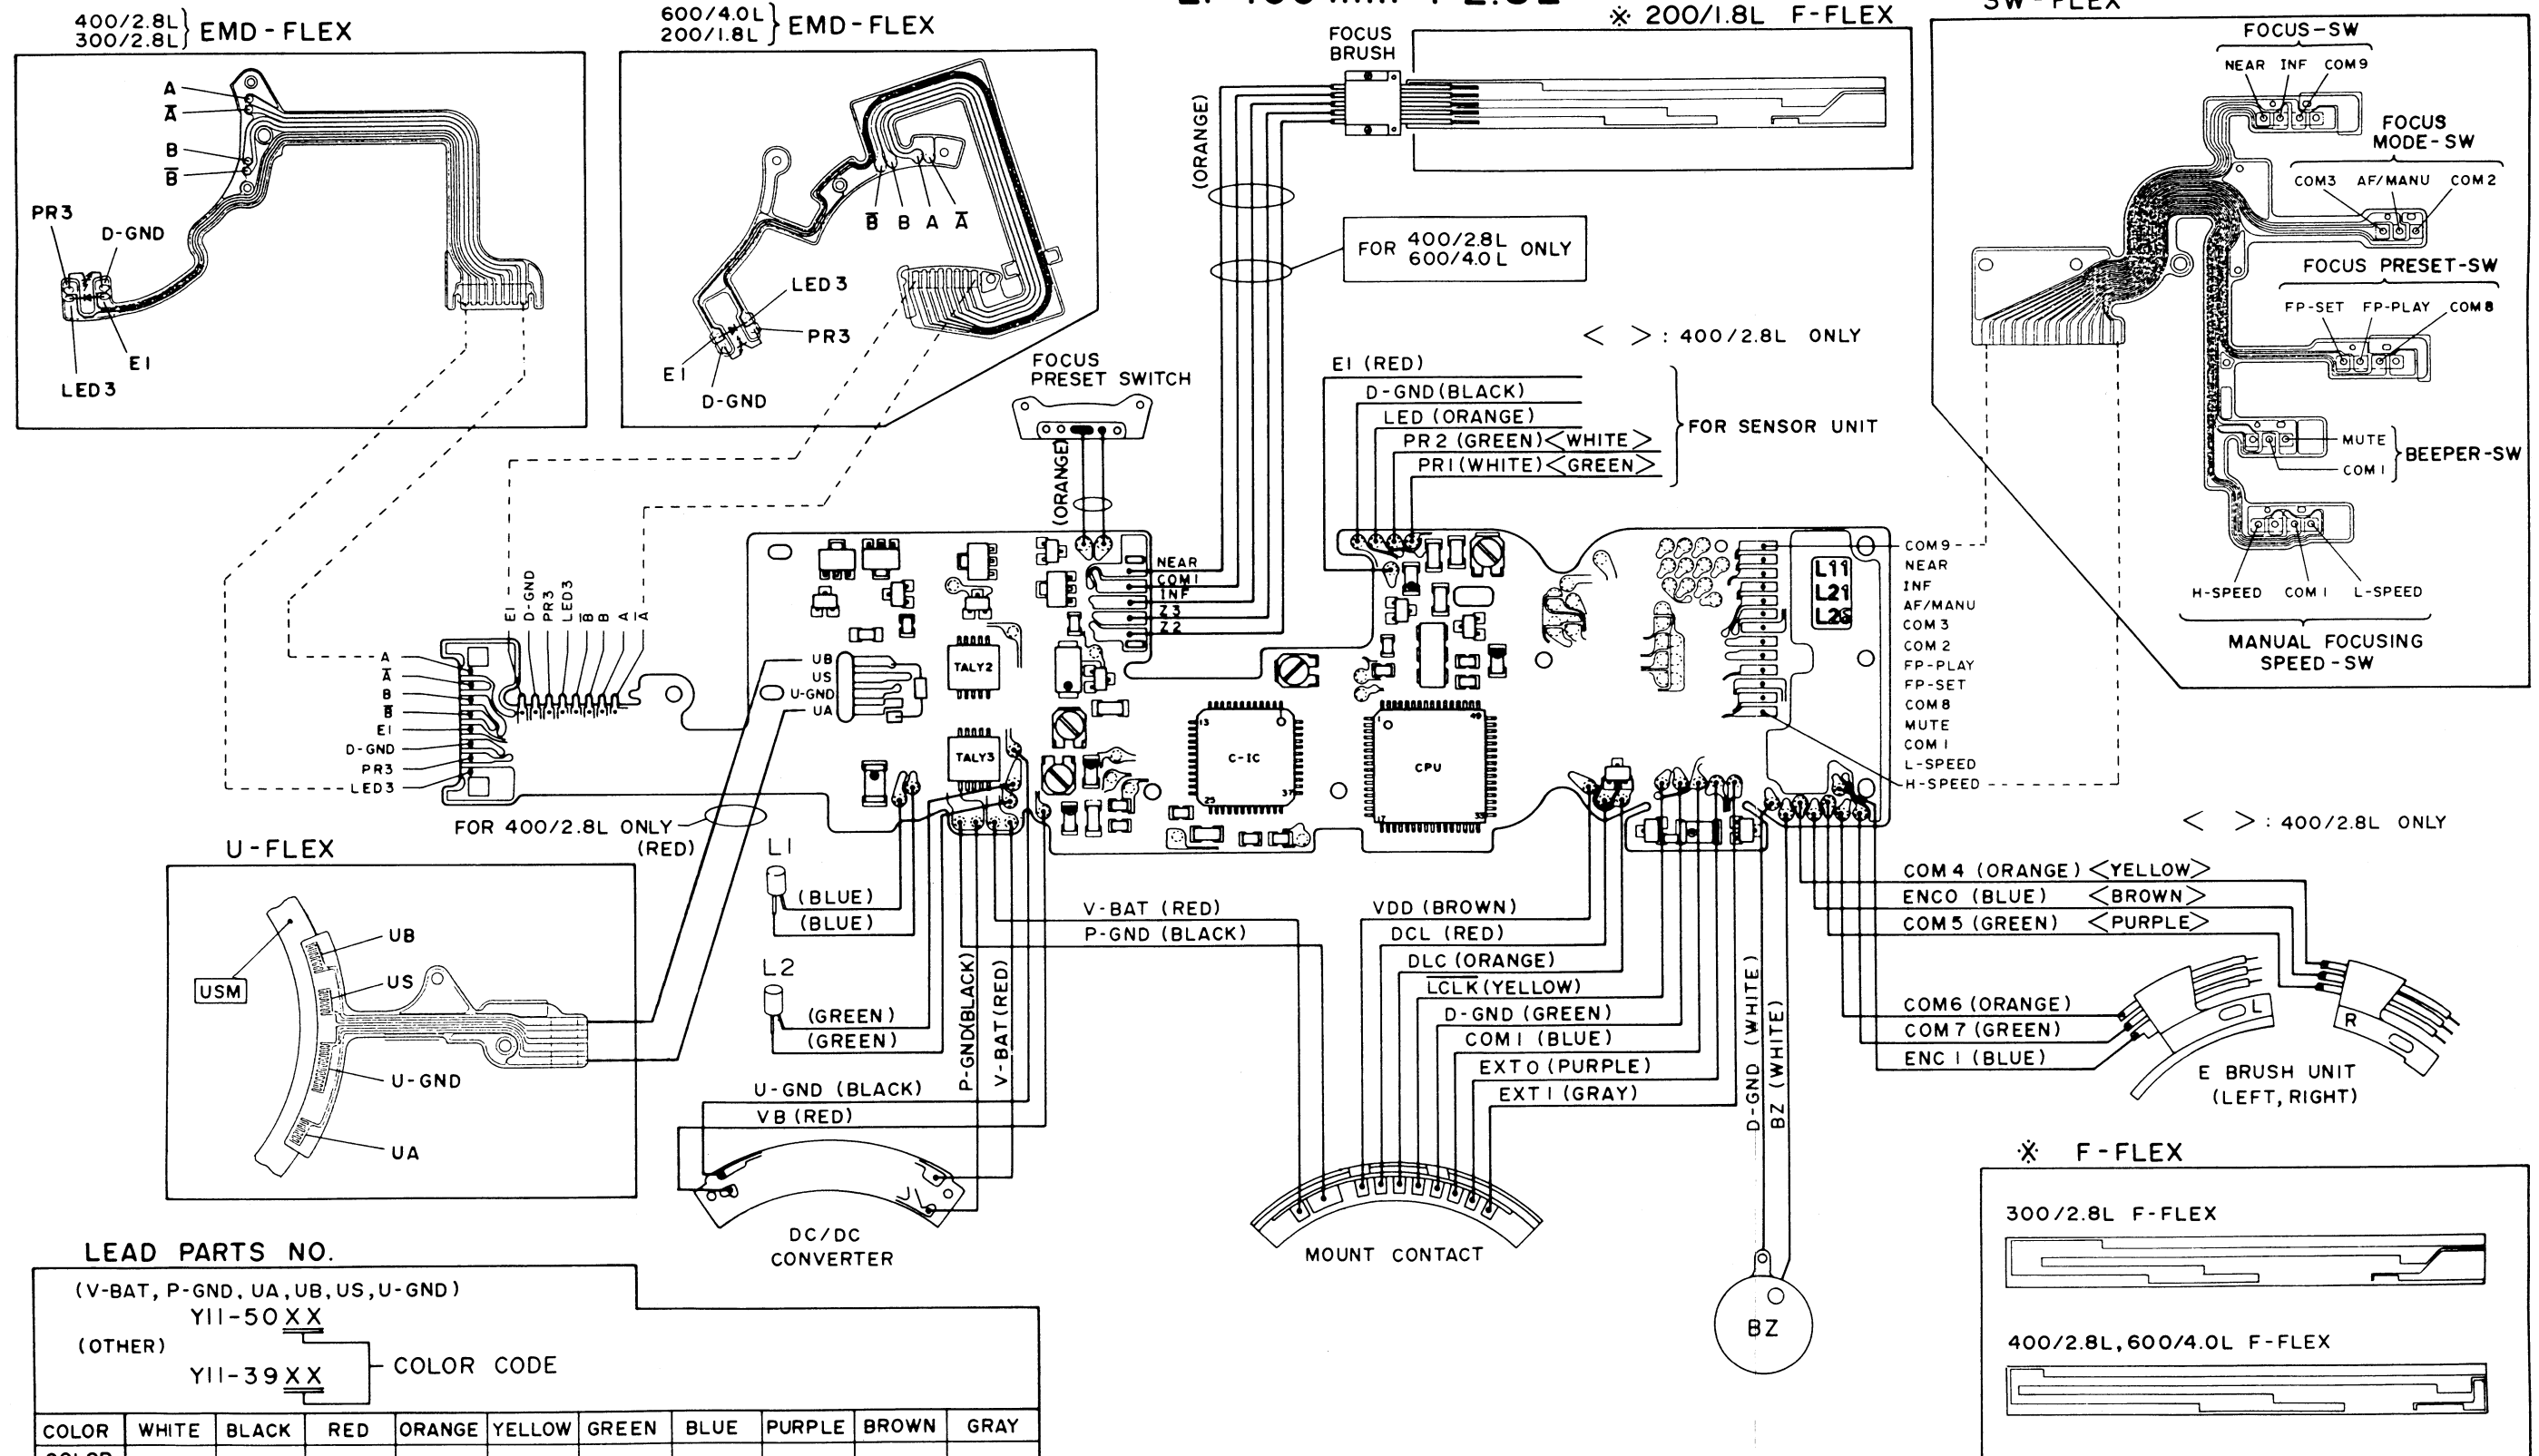 400/2.8L
300/2.8L
EMD-FLEX
A
A̅
B
B̅
PR3
D-GND
E1
LED3
600/4.0L
200/1.8L
EMD-FLEX
B̅ B A A̅
LED3
PR3
E1
D-GND
※ 200/1.8L F-FLEX
FOCUS
BRUSH
(ORANGE)
FOR 400/2.8L
600/4.0L ONLY
FOCUS
PRESET SWITCH
(ORANGE)
< > : 400/2.8L ONLY
E1 (RED)
D-GND (BLACK)
LED (ORANGE)
PR2 (GREEN) <WHITE>
PR1 (WHITE) <GREEN>
FOR SENSOR UNIT
FOCUS-SW
NEAR INF COM9
FOCUS
MODE-SW
COM3 AF/MANU COM2
FOCUS PRESET-SW
FP-SET FP-PLAY COM8
MUTE
COM1
BEEPER-SW
H-SPEED COM1 L-SPEED
MANUAL FOCUSING
SPEED-SW
E1
D-GND
PR3
LED3
B̅
B
A
A̅
A
A̅
B
B̅
E1
D-GND
PR3
LED3
UB
US
U-GND
UA
TALY2
TALY3
NEAR
COM1
INF
Z3
Z2
13
C-IC
25
37
1
49
CPU
17
33
L11
L21
L26
COM9
NEAR
INF
AF/MANU
COM3
COM2
FP-PLAY
FP-SET
COM8
MUTE
COM1
L-SPEED
H-SPEED
FOR 400/2.8L ONLY
(RED)
U-FLEX
UB
US
USM
U-GND
UA
L1
(BLUE)
(BLUE)
L2
(GREEN)
(GREEN)
P-GND(BLACK)
V-BAT(RED)
V-BAT (RED)
P-GND (BLACK)
U-GND (BLACK)
VB (RED)
DC/DC
CONVERTER
VDD (BROWN)
DCL (RED)
DLC (ORANGE)
L̅C̅L̅K̅ (YELLOW)
D-GND (GREEN)
COM1 (BLUE)
EXT0 (PURPLE)
EXT1 (GRAY)
MOUNT CONTACT
D-GND (WHITE)
BZ (WHITE)
BZ
< > : 400/2.8L ONLY
COM4 (ORANGE) <YELLOW>
ENC0 (BLUE) <BROWN>
COM5 (GREEN) <PURPLE>
COM6 (ORANGE)
COM7 (GREEN)
ENC1 (BLUE)
L
R
E BRUSH UNIT
(LEFT, RIGHT)
※ F-FLEX
300/2.8L F-FLEX
400/2.8L, 600/4.0L F-FLEX
LEAD PARTS NO.
(V-BAT, P-GND, UA, UB, US, U-GND)
Y11-50XX
(OTHER)
Y11-39XX
COLOR CODE
COLOR WHITE BLACK RED ORANGE YELLOW GREEN BLUE PURPLE BROWN GRAY